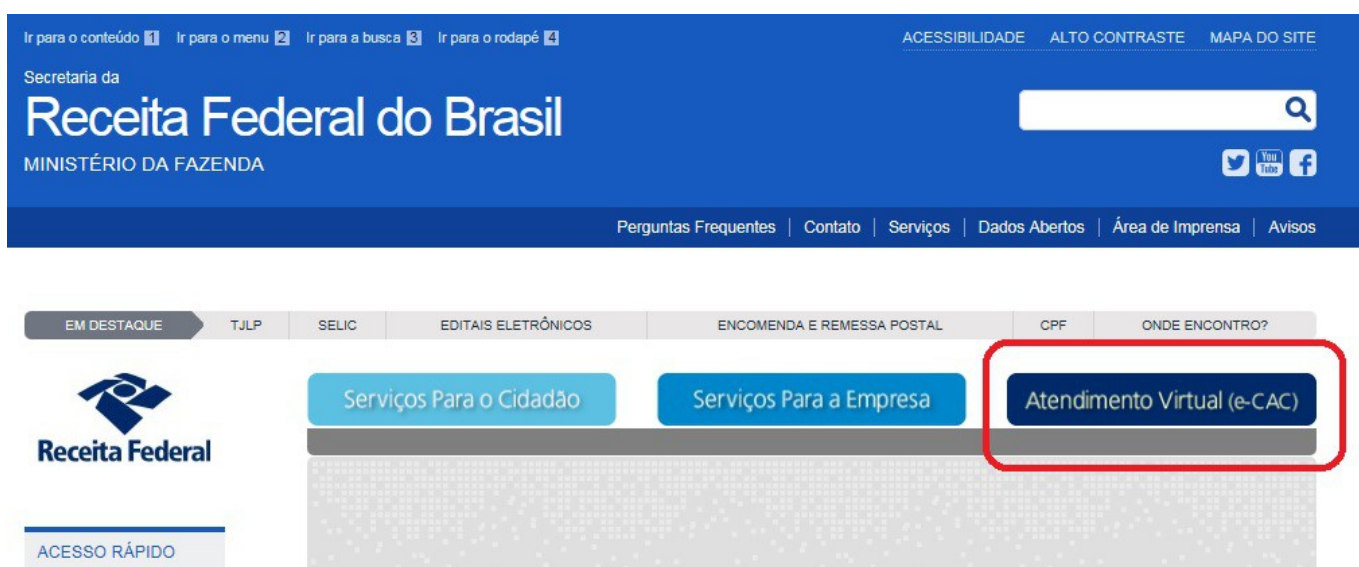 Ir para o conteúdo 1 Ir para o menu 2 Ir para a busca 3 Ir para o rodapé 4 ACESSIBILIDADE ALTO CONTRASTE MAPA DO SITE
Secretaria da
Receita Federal do Brasil
MINISTÉRIO DA FAZENDA
You Tube
Perguntas Frequentes | Contato | Serviços | Dados Abertos | Área de Imprensa | Avisos
EM DESTAQUE TJLP SELIC EDITAIS ELETRÔNICOS ENCOMENDA E REMESSA POSTAL CPF ONDE ENCONTRO?
Serviços Para o Cidadão Serviços Para a Empresa Atendimento Virtual (e-CAC)
Receita Federal
ACESSO RÁPIDO